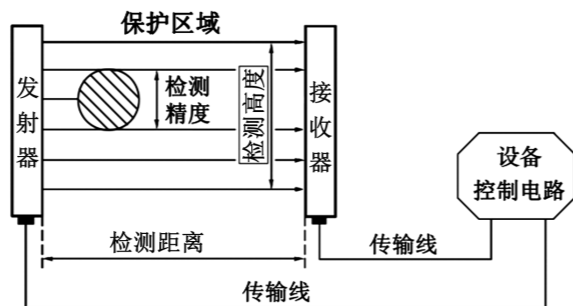 保护区域
发射器
检测
精度
检测高度
接收器
设备
控制电路
检测距离
传输线
传输线